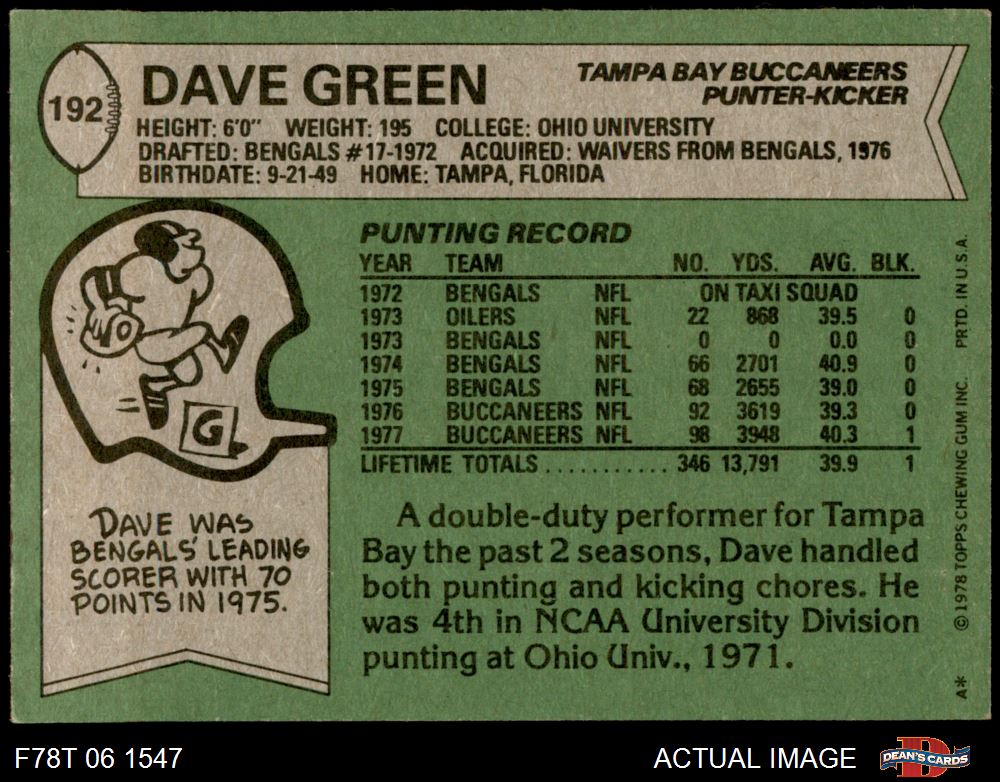 192
DAVE GREEN
TAMPA BAY BUCCANEERS
PUNTER-KICKER
HEIGHT: 6'0" WEIGHT: 195 COLLEGE: OHIO UNIVERSITY
DRAFTED: BENGALS #17-1972 ACQUIRED: WAIVERS FROM BENGALS, 1976
BIRTHDATE: 9-21-49 HOME: TAMPA, FLORIDA
70
G
DAVE WAS
BENGALS' LEADING
SCORER WITH 70
POINTS IN 1975.
PUNTING RECORD
YEAR TEAM NO. YDS. AVG. BLK.
1972 BENGALS NFL ON TAXI SQUAD
1973 OILERS NFL 22 868 39.5 0
1973 BENGALS NFL 0 0 0.0 0
1974 BENGALS NFL 66 2701 40.9 0
1975 BENGALS NFL 68 2655 39.0 0
1976 BUCCANEERS NFL 92 3619 39.3 0
1977 BUCCANEERS NFL 98 3948 40.3 1
LIFETIME TOTALS ........... 346 13,791 39.9 1
A double-duty performer for Tampa
Bay the past 2 seasons, Dave handled
both punting and kicking chores. He
was 4th in NCAA University Division
punting at Ohio Univ., 1971.
A* © 1978 TOPPS CHEWING GUM INC. PRTD. IN U.S.A.
F78T 06 1547
ACTUAL IMAGE
D
DEAN'S CARDS